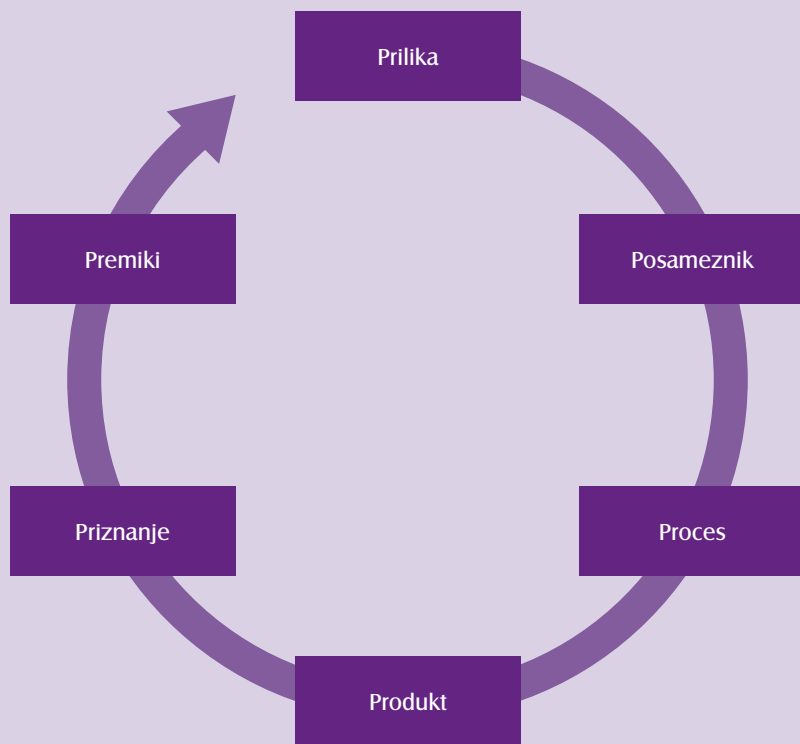 Prilika
Posameznik
Proces
Produkt
Priznanje
Premiki